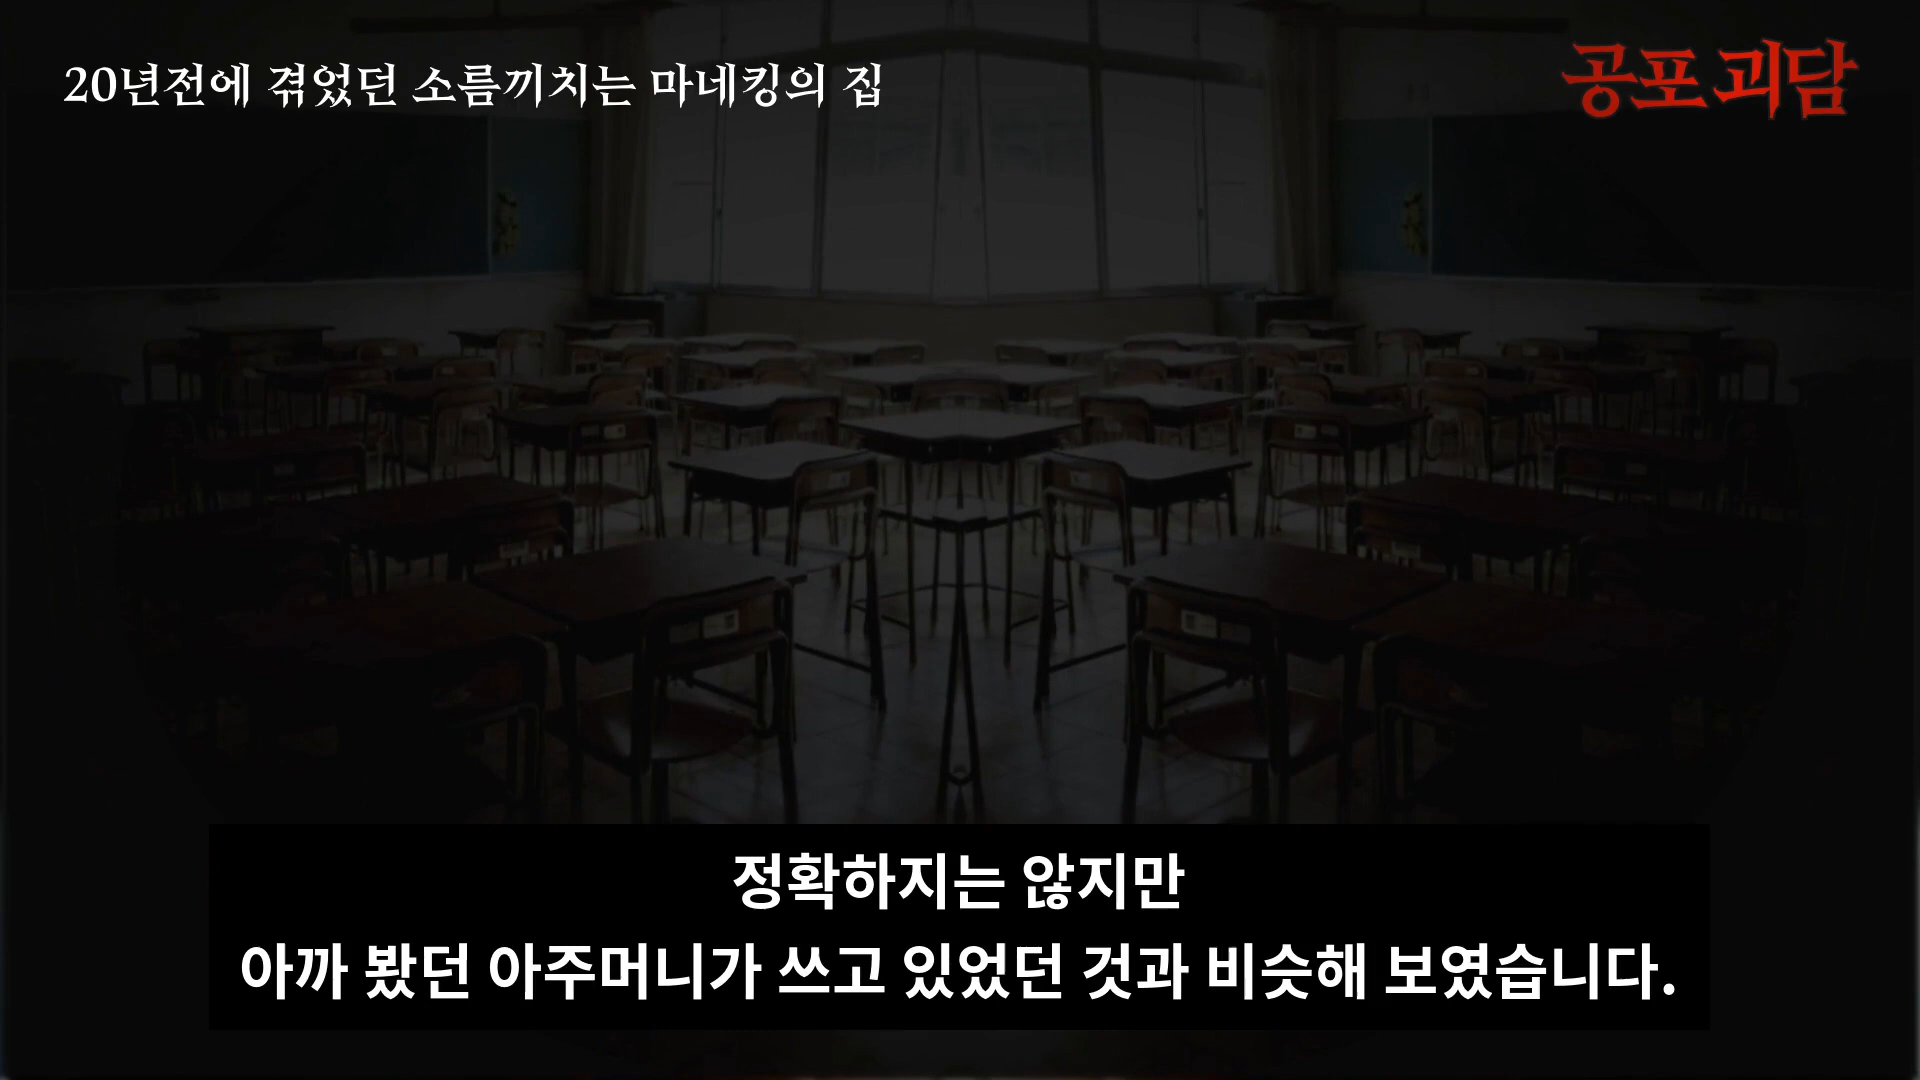 20년전에 겪었던 소름끼치는 마네킹의 집
공포괴담
정확하지는 않지만
아까 봤던 아주머니가 쓰고 있었던 것과 비슷해 보였습니다.